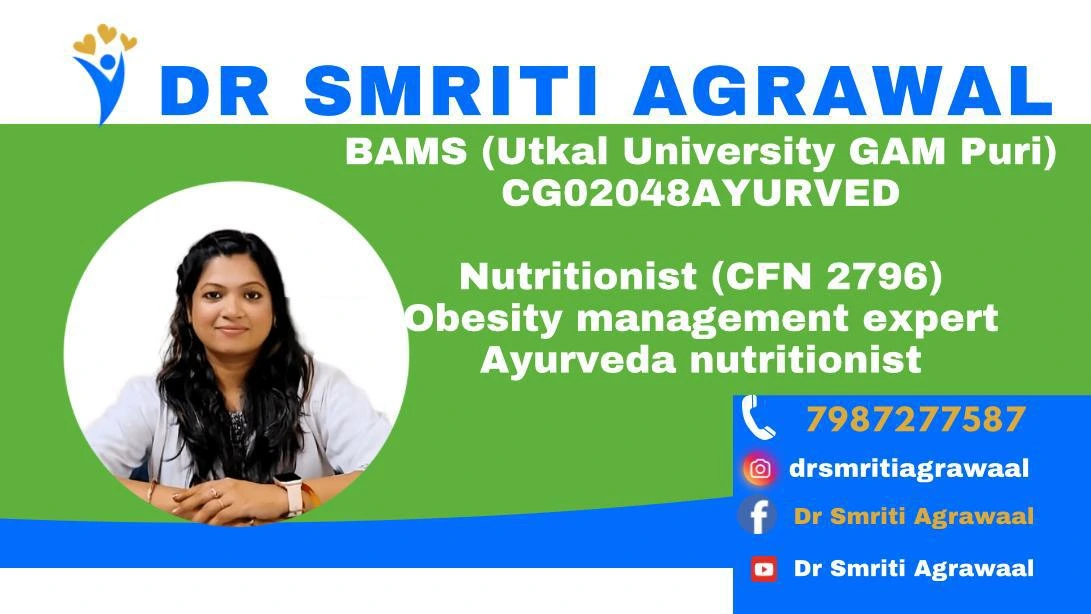 DR SMRITI AGRAWAL
BAMS (Utkal University GAM Puri)
CG02048AYURVED
Nutritionist (CFN 2796)
Obesity management expert
Ayurveda nutritionist
7987277587
drsmritiagrawaal
Dr Smriti Agrawaal
Dr Smriti Agrawaal